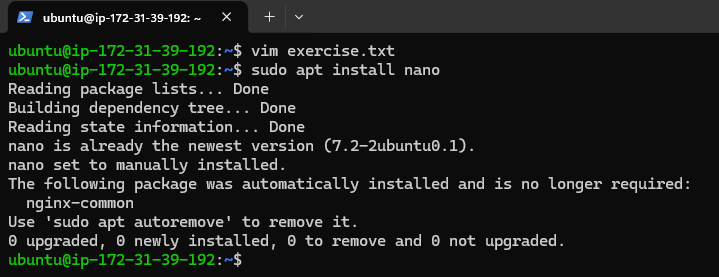 ubuntu@ip-172-31-39-192: ~
ubuntu@ip-172-31-39-192:~$ vim exercise.txt
ubuntu@ip-172-31-39-192:~$ sudo apt install nano
Reading package lists... Done
Building dependency tree... Done
Reading state information... Done
nano is already the newest version (7.2-2ubuntu0.1).
nano set to manually installed.
The following package was automatically installed and is no longer required:
  nginx-common
Use 'sudo apt autoremove' to remove it.
0 upgraded, 0 newly installed, 0 to remove and 0 not upgraded.
ubuntu@ip-172-31-39-192:~$